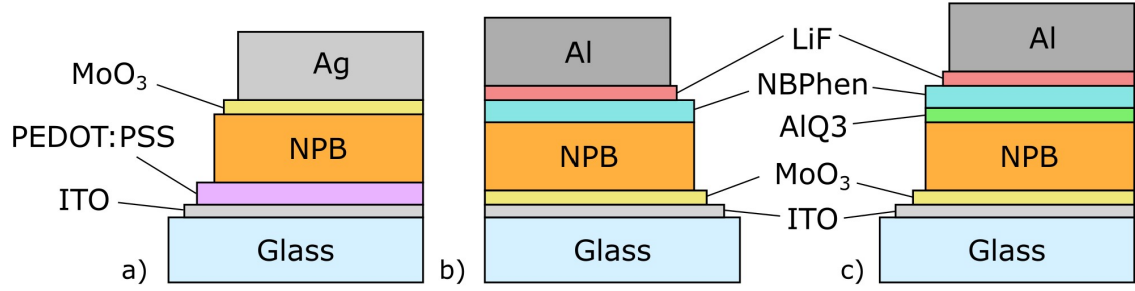 Ag
MoO₃
PEDOT:PSS
NPB
ITO
Glass
a)
Al
NPB
Glass
b)
LiF
NBPhen
AlQ3
MoO₃
ITO
Al
NPB
Glass
c)